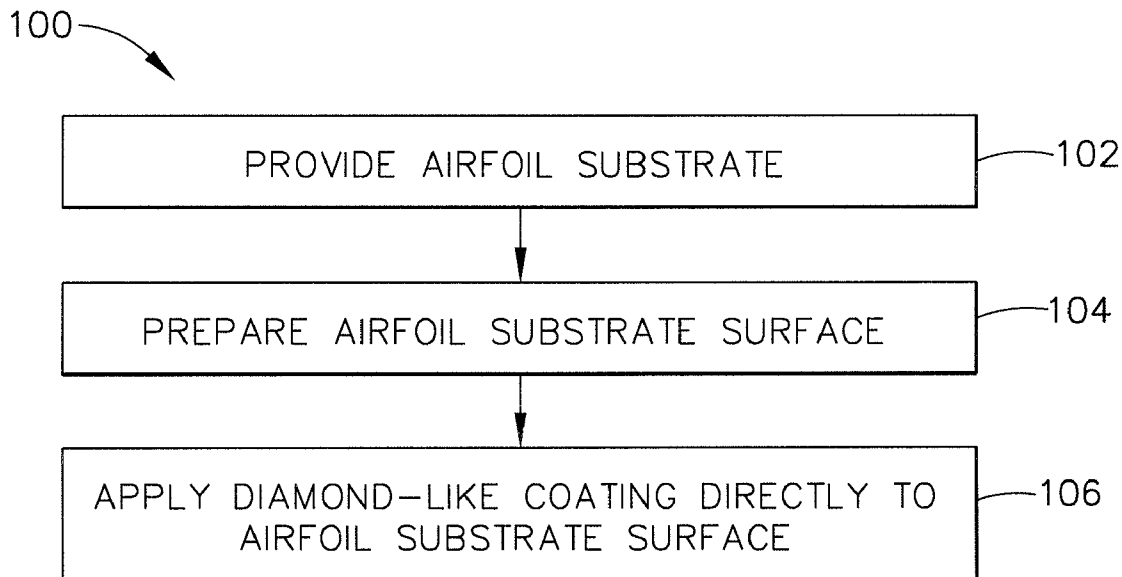 100
PROVIDE AIRFOIL SUBSTRATE
102
PREPARE AIRFOIL SUBSTRATE SURFACE
104
APPLY DIAMOND-LIKE COATING DIRECTLY TO
AIRFOIL SUBSTRATE SURFACE
106